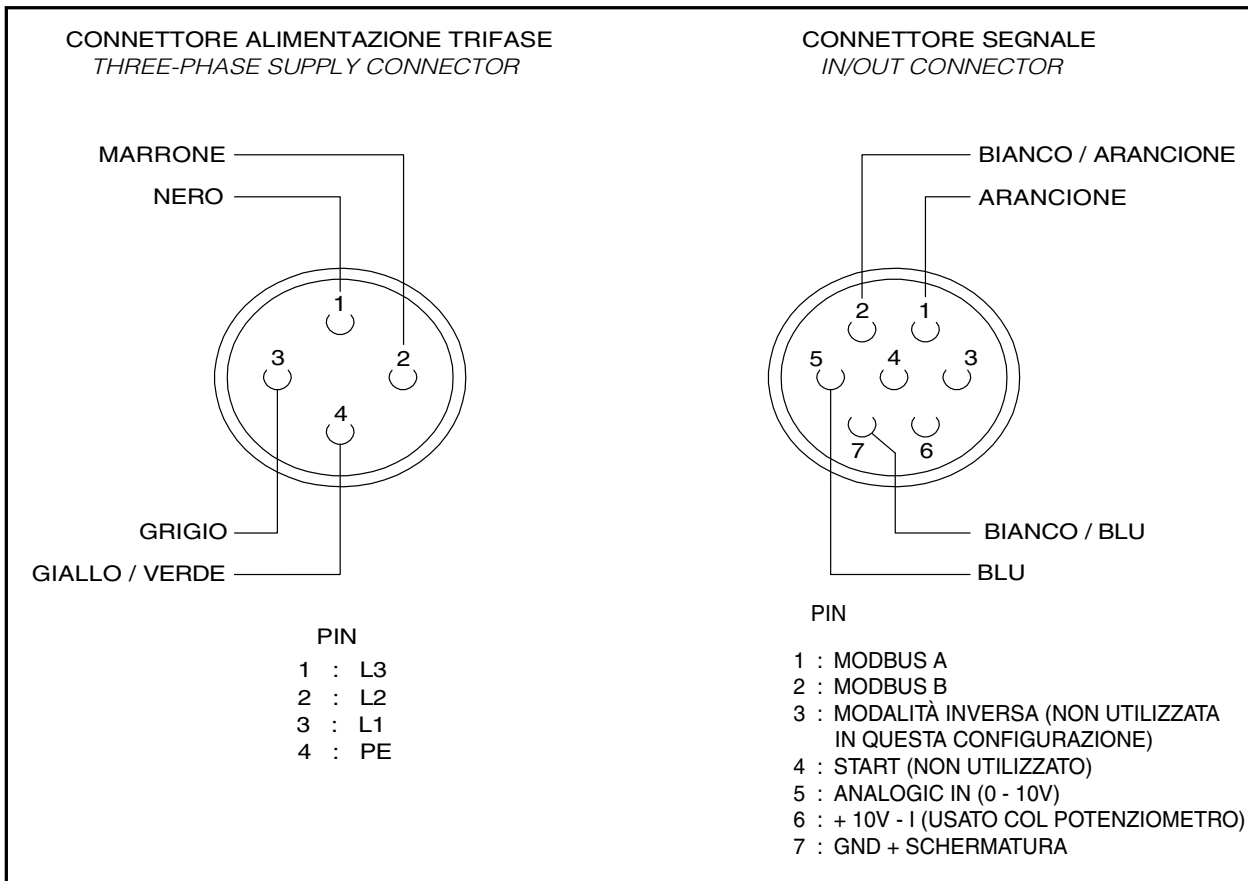 CONNETTORE ALIMENTAZIONE TRIFASE
THREE-PHASE SUPPLY CONNECTOR
MARRONE
NERO
1
3
2
4
GRIGIO
GIALLO / VERDE
PIN
1 : L3
2 : L2
3 : L1
4 : PE
CONNETTORE SEGNALE
IN/OUT CONNECTOR
BIANCO / ARANCIONE
ARANCIONE
2
1
5
4
3
7
6
BIANCO / BLU
BLU
PIN
1 : MODBUS A
2 : MODBUS B
3 : MODALITÀ INVERSA (NON UTILIZZATA
IN QUESTA CONFIGURAZIONE)
4 : START (NON UTILIZZATO)
5 : ANALOGIC IN (0 - 10V)
6 : + 10V - I (USATO COL POTENZIOMETRO)
7 : GND + SCHERMATURA